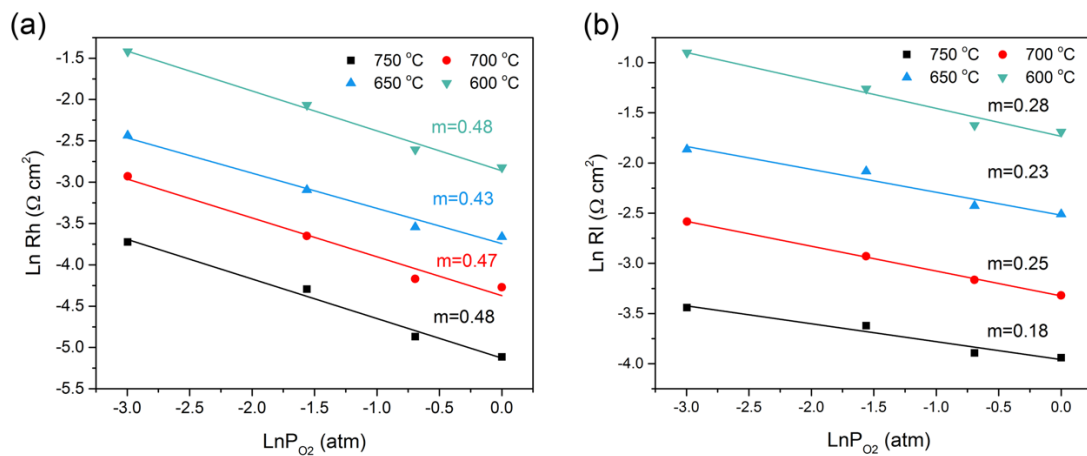 (a)
750 °C 700 °C
650 °C 600 °C
-1.5
-2.0
-2.5
-3.0
-3.5
-4.0
-4.5
-5.0
-5.5
Ln Rh (Ω cm²)
m=0.48
m=0.43
m=0.47
m=0.48
-3.0 -2.5 -2.0 -1.5 -1.0 -0.5 0.0
LnP_O2 (atm)
(b)
750 °C 700 °C
650 °C 600 °C
-1.0
-1.5
-2.0
-2.5
-3.0
-3.5
-4.0
Ln Rl (Ω cm²)
m=0.28
m=0.23
m=0.25
m=0.18
-3.0 -2.5 -2.0 -1.5 -1.0 -0.5 0.0
LnP_O2 (atm)